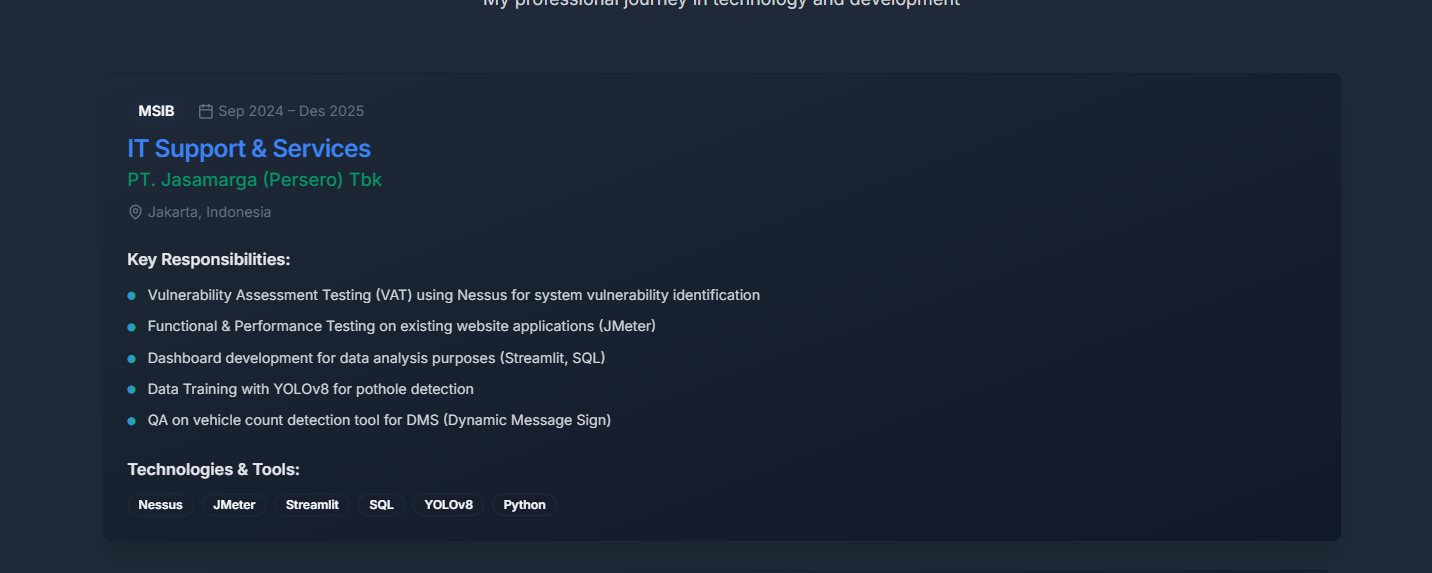 My professional journey in technology and development
MSIB Sep 2024 – Des 2025
IT Support & Services
PT. Jasamarga (Persero) Tbk
Jakarta, Indonesia
Key Responsibilities:
Vulnerability Assessment Testing (VAT) using Nessus for system vulnerability identification
Functional & Performance Testing on existing website applications (JMeter)
Dashboard development for data analysis purposes (Streamlit, SQL)
Data Training with YOLOv8 for pothole detection
QA on vehicle count detection tool for DMS (Dynamic Message Sign)
Technologies & Tools:
Nessus JMeter Streamlit SQL YOLOv8 Python